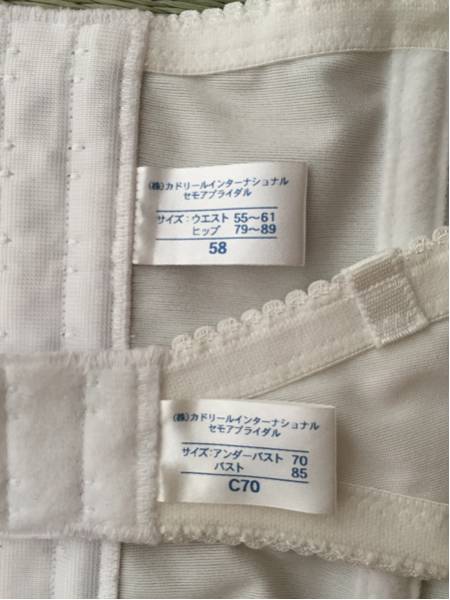 (株)カドリールインターナショナル
セモアブライダル
サイズ:ウエスト 55〜61
ヒップ 79〜89
58
(株)カドリールインターナショナル
セモアブライダル
サイズ:アンダーバスト 70
バスト 85
C70